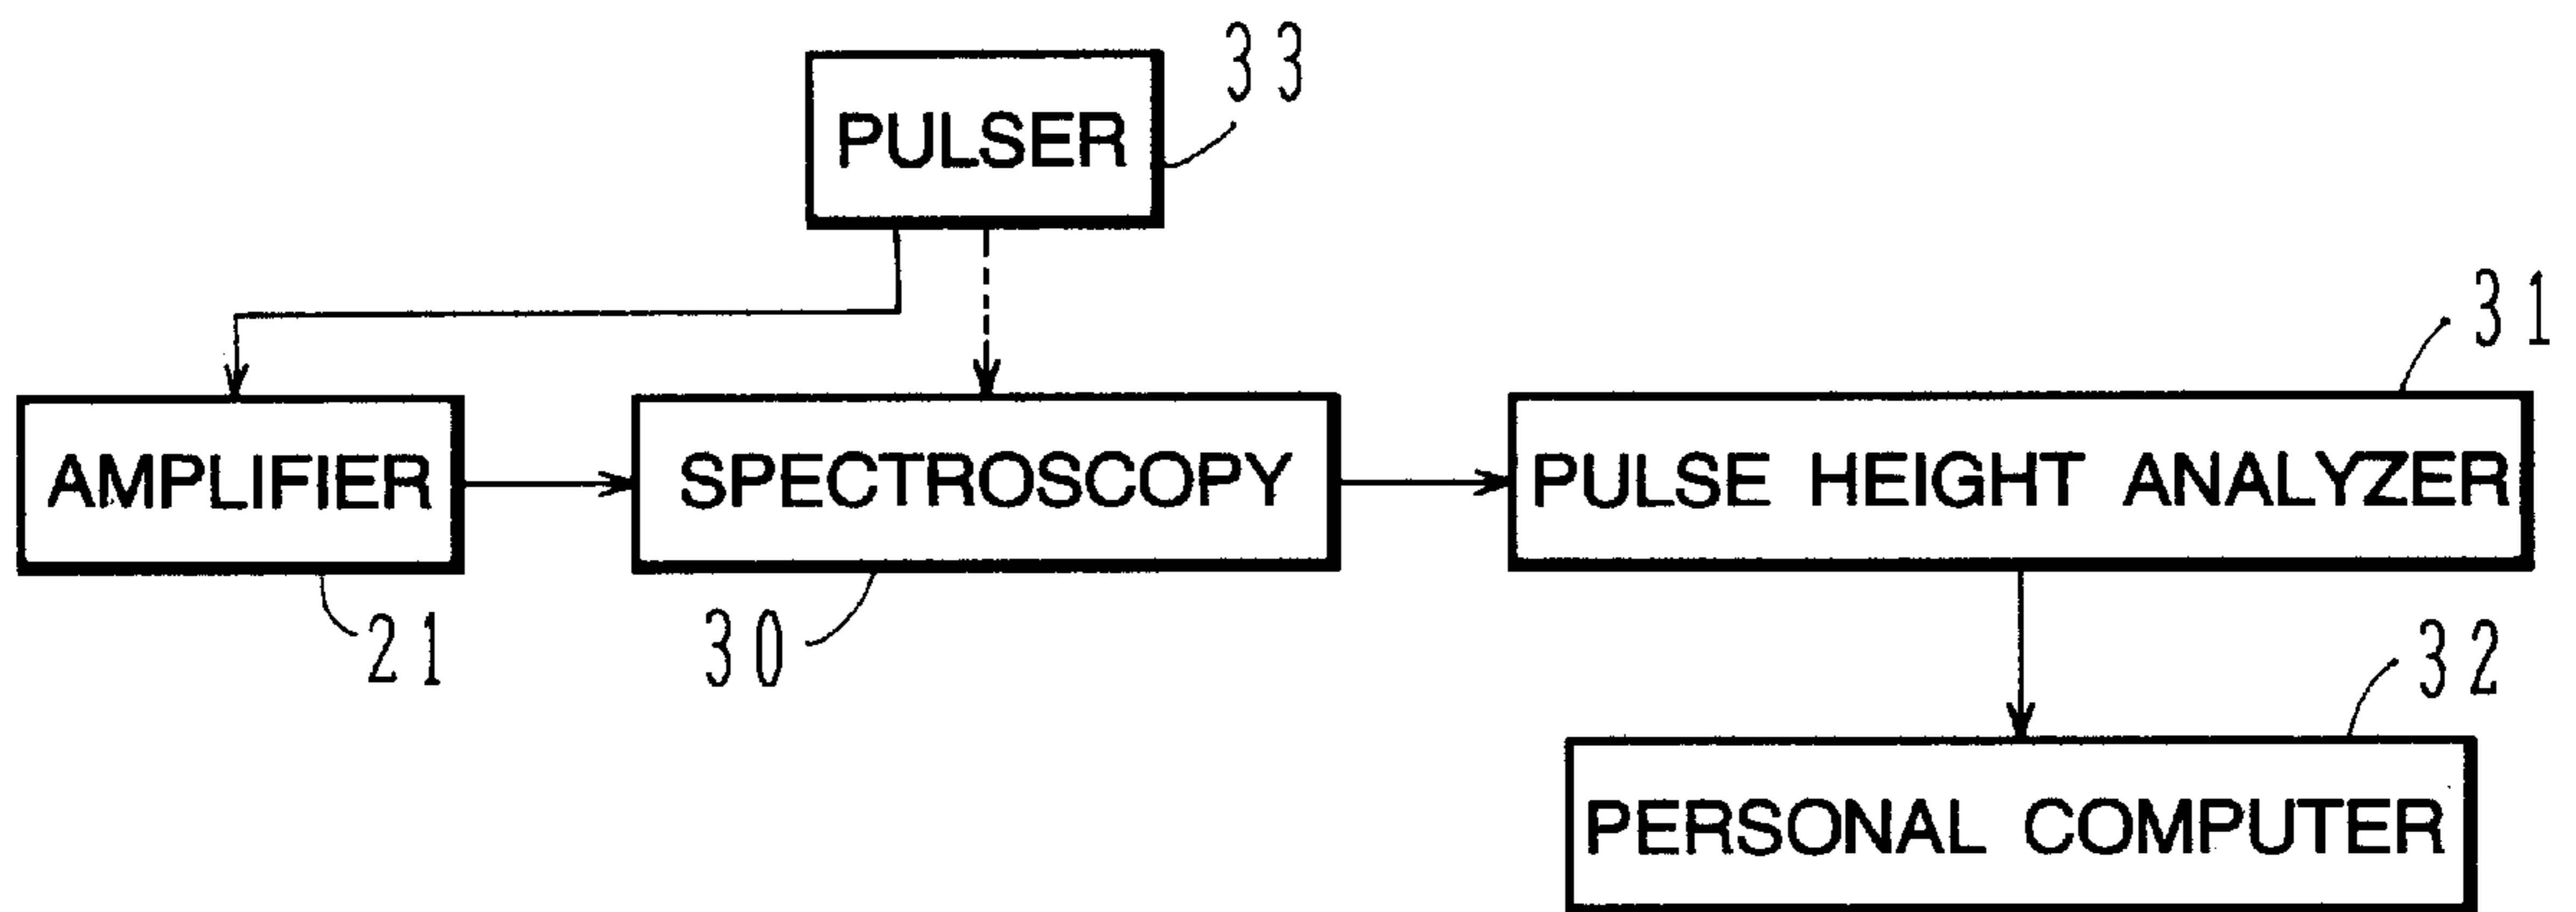 33
PULSER
31
AMPLIFIER
SPECTROSCOPY
PULSE HEIGHT ANALYZER
21
30
32
PERSONAL COMPUTER